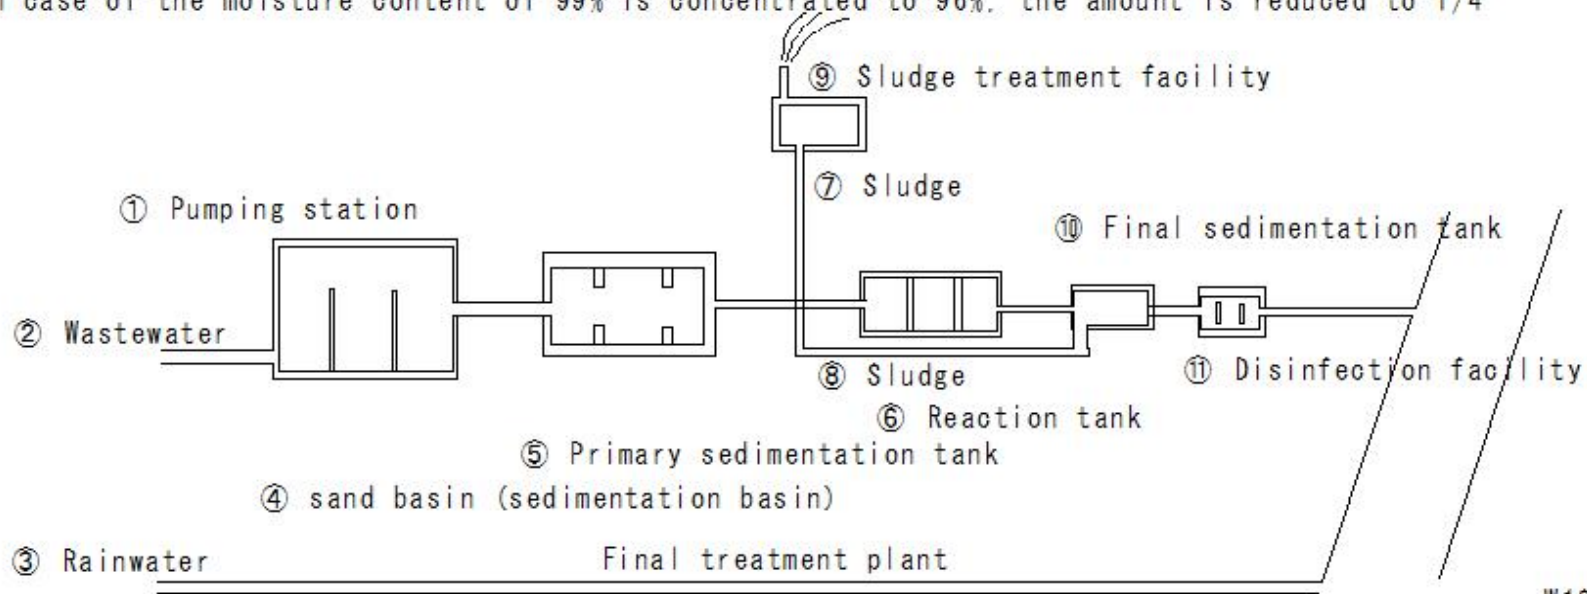 case of the moisture content of 99% is concentrated to 96%, the amount is reduced to 1/4
⑨ Sludge treatment facility
⑦ Sludge
① Pumping station
⑩ Final sedimentation tank
② Wastewater
⑧ Sludge
⑪ Disinfection facility
⑥ Reaction tank
⑤ Primary sedimentation tank
④ sand basin (sedimentation basin)
③ Rainwater
Final treatment plant